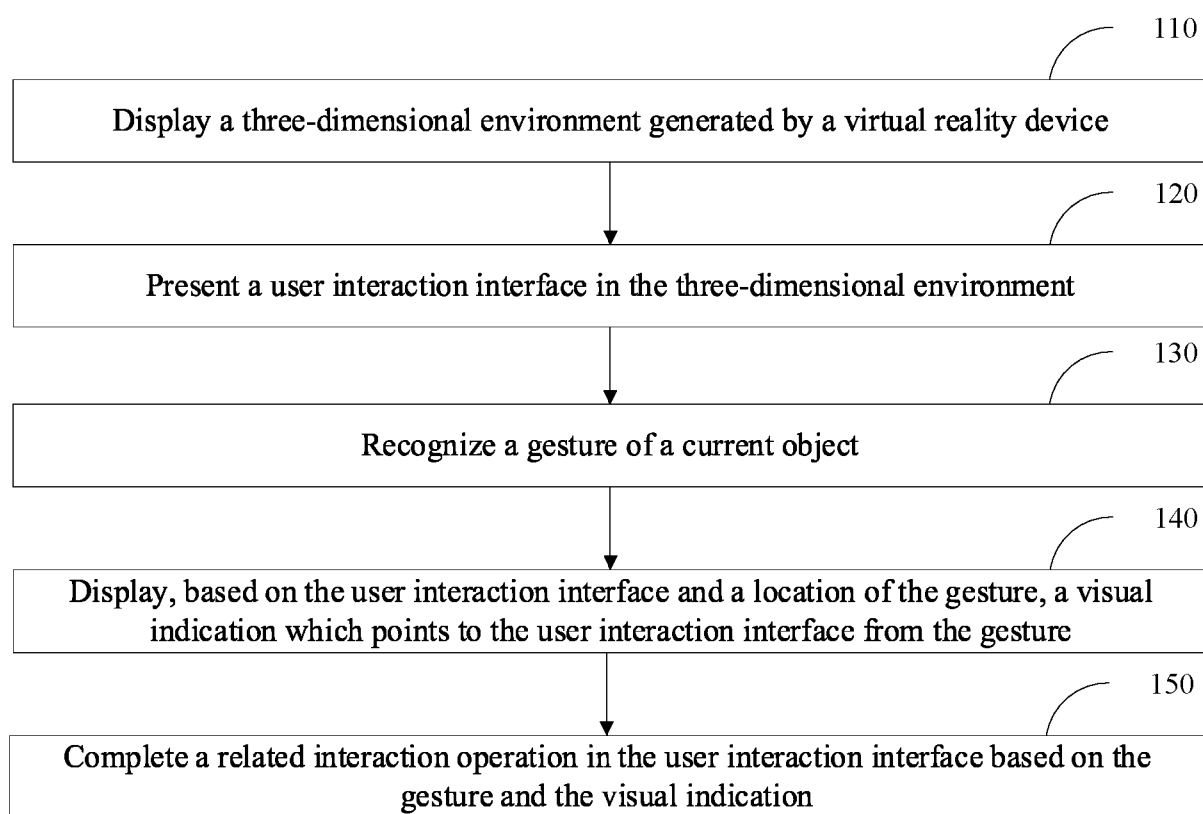 110
Display a three-dimensional environment generated by a virtual reality device
120
Present a user interaction interface in the three-dimensional environment
130
Recognize a gesture of a current object
140
Display, based on the user interaction interface and a location of the gesture, a visual
indication which points to the user interaction interface from the gesture
150
Complete a related interaction operation in the user interaction interface based on the
gesture and the visual indication